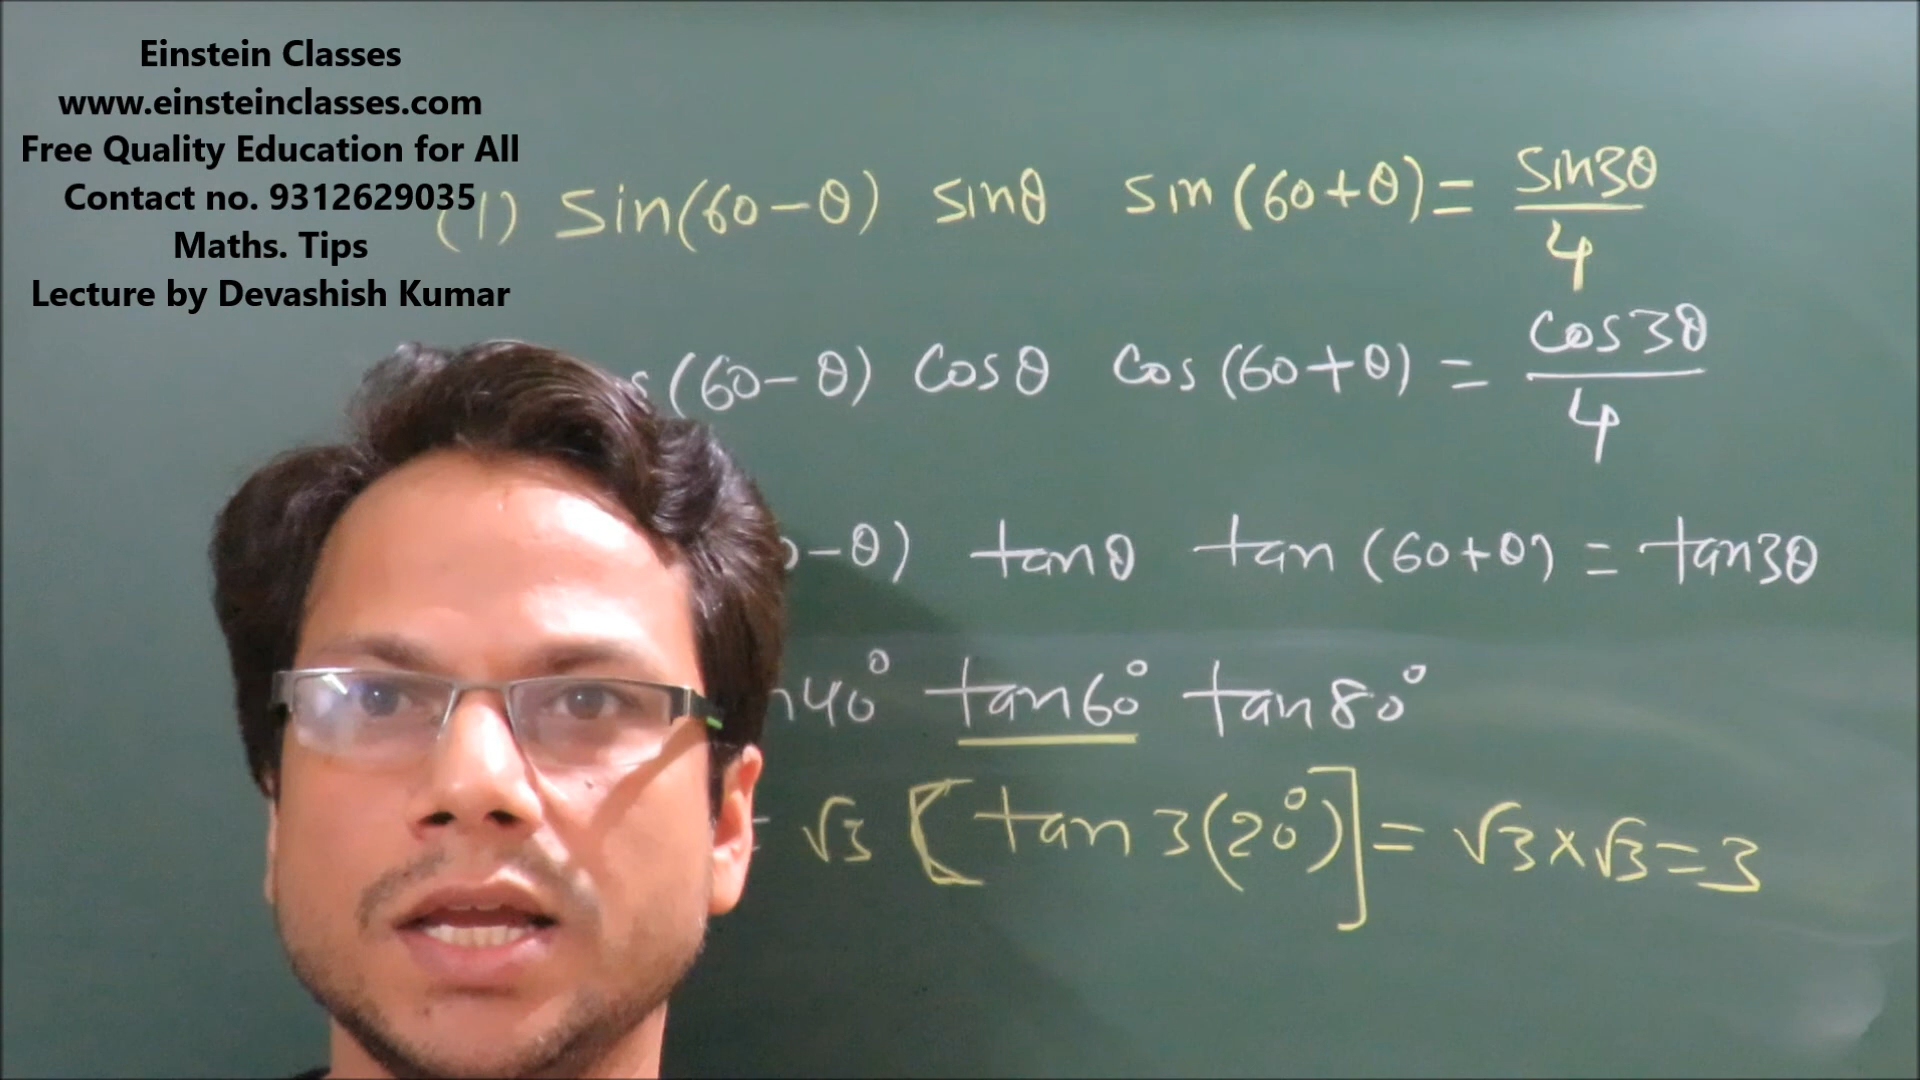 Einstein Classes
www.einsteinclasses.com
Free Quality Education for All
Contact no. 9312629035
Maths. Tips
Lecture by Devashish Kumar
(1) Sin(60-θ) sinθ sin(60+θ) = sin3θ/4
(60-θ) Cosθ Cos(60+θ) = Cos3θ/4
-θ) tanθ tan(60+θ) = tan3θ
40° tan60° tan80°
= √3 [tan3(20°)] = √3×√3=3